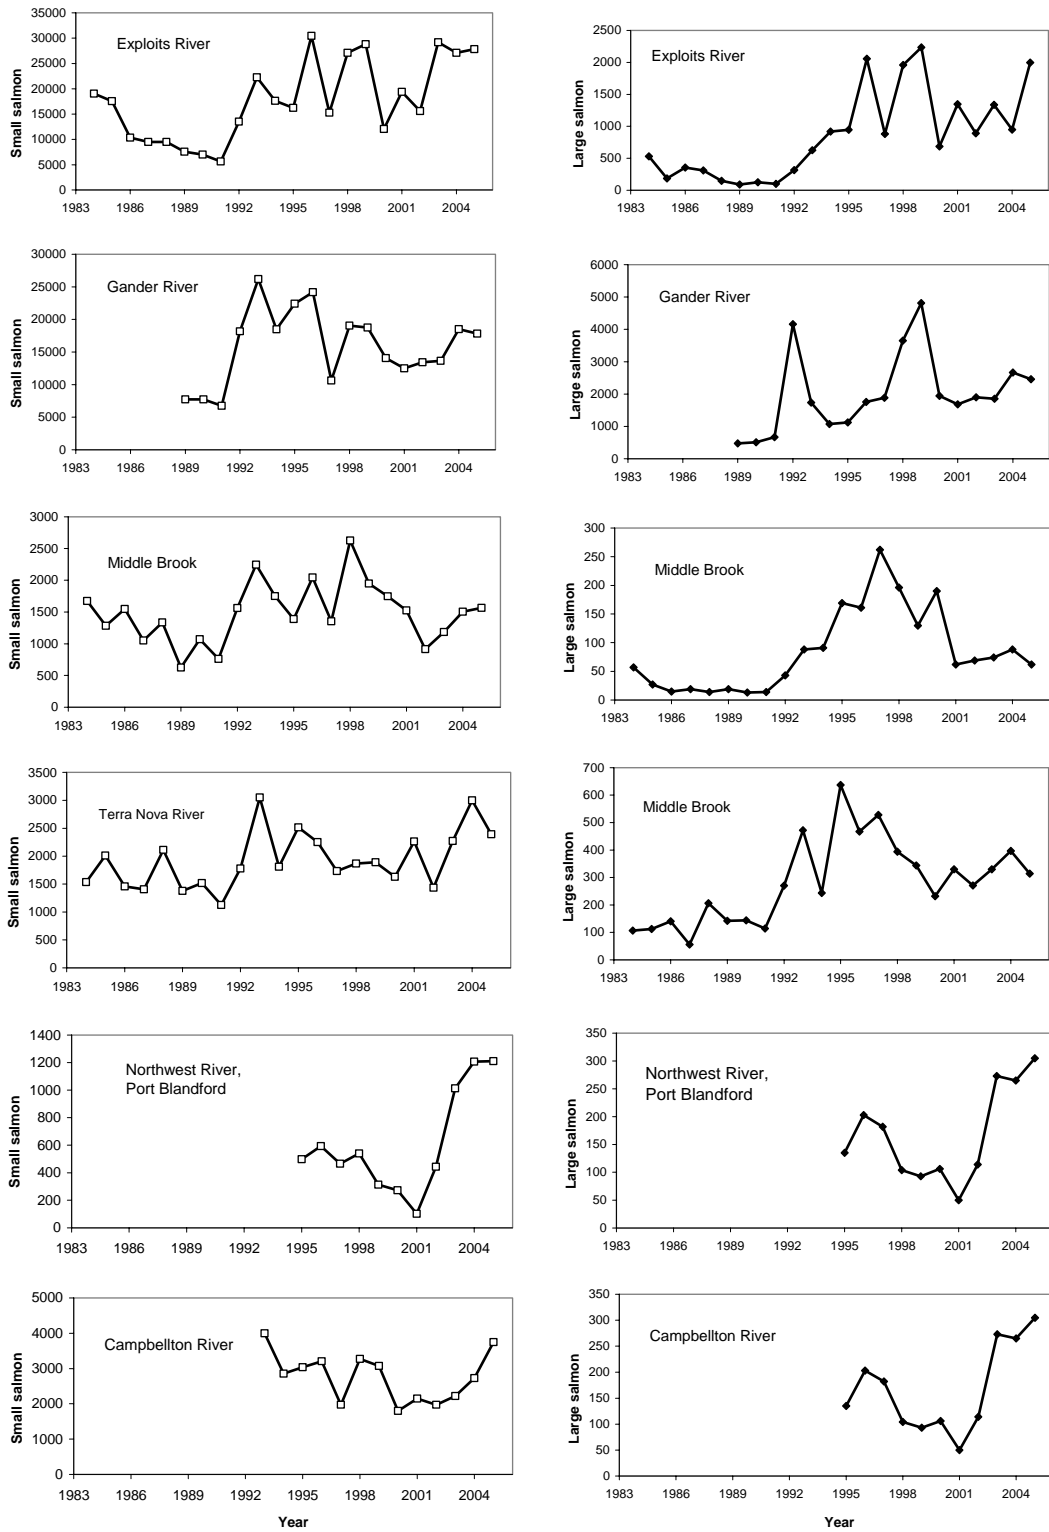 35000
30000
25000
20000
15000
10000
5000
0
Small salmon
Exploits River
1983 1986 1989 1992 1995 1998 2001 2004
2500
2000
1500
1000
500
0
Large salmon
Exploits River
1983 1986 1989 1992 1995 1998 2001 2004
30000
25000
20000
15000
10000
5000
0
Small salmon
Gander River
1983 1986 1989 1992 1995 1998 2001 2004
6000
5000
4000
3000
2000
1000
0
Large salmon
Gander River
1983 1986 1989 1992 1995 1998 2001 2004
3000
2500
2000
1500
1000
500
0
Small salmon
Middle Brook
1983 1986 1989 1992 1995 1998 2001 2004
300
250
200
150
100
50
0
Large salmon
Middle Brook
1983 1986 1989 1992 1995 1998 2001 2004
3500
3000
2500
2000
1500
1000
500
0
Small salmon
Terra Nova River
1983 1986 1989 1992 1995 1998 2001 2004
700
600
500
400
300
200
100
0
Large salmon
Middle Brook
1983 1986 1989 1992 1995 1998 2001 2004
1400
1200
1000
800
600
400
200
0
Small salmon
Northwest River,
Port Blandford
1983 1986 1989 1992 1995 1998 2001 2004
350
300
250
200
150
100
50
0
Large salmon
Northwest River,
Port Blandford
1983 1986 1989 1992 1995 1998 2001 2004
5000
4000
3000
2000
1000
0
Small salmon
Campbellton River
1983 1986 1989 1992 1995 1998 2001 2004
Year
350
300
250
200
150
100
50
0
Large salmon
Campbellton River
1983 1986 1989 1992 1995 1998 2001 2004
Year